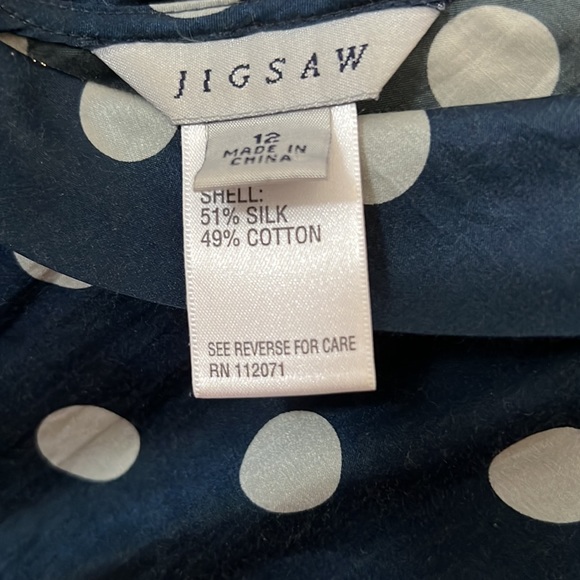 JIGSAW
12
MADE IN
CHINA
SHELL:
51% SILK
49% COTTON
SEE REVERSE FOR CARE
RN 112071